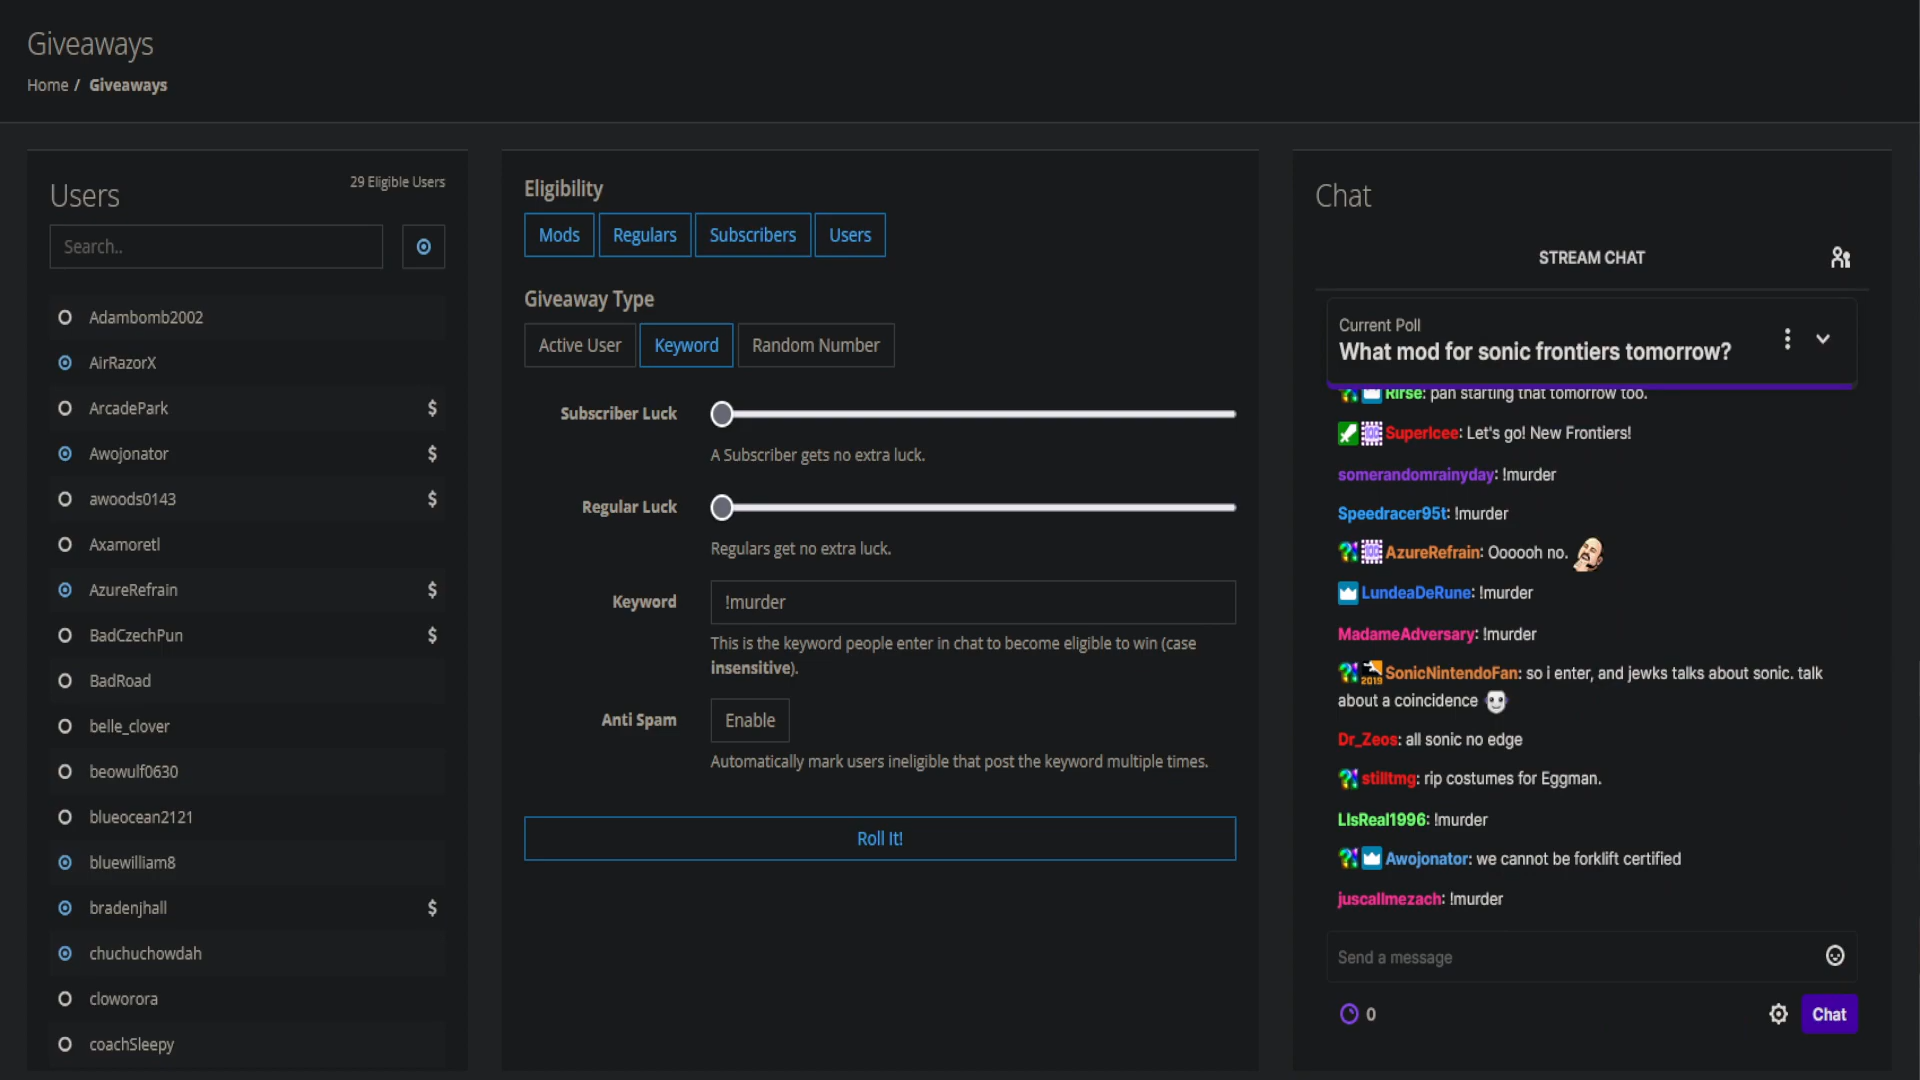 Giveaways
Home / Giveaways
Users
29 Eligible Users
Search..
Adambomb2002
AirRazorX
ArcadePark $
Awojonator $
awoods0143 $
Axamoretl
AzureRefrain $
BadCzechPun $
BadRoad
belle_clover
beowulf0630
blueocean2121
bluewilliam8
bradenjhall $
chuchuchowdah
cloworora
coachSleepy
Eligibility
Mods Regulars Subscribers Users
Giveaway Type
Active User Keyword Random Number
Subscriber Luck
A Subscriber gets no extra luck.
Regular Luck
Regulars get no extra luck.
Keyword !murder
This is the keyword people enter in chat to become eligible to win (case
insensitive).
Anti Spam Enable
Automatically mark users ineligible that post the keyword multiple times.
Roll It!
Chat
STREAM CHAT
Current Poll
What mod for sonic frontiers tomorrow?
Rirse: pan starting that tomorrow too.
SuperIcee: Let's go! New Frontiers!
somerandomrainyday: !murder
Speedracer95t: !murder
AzureRefrain: Oooooh no.
LundeaDeRune: !murder
MadameAdversary: !murder
2019 SonicNintendoFan: so i enter, and jewks talks about sonic. talk
about a coincidence
Dr_Zeos: all sonic no edge
stilltmg: rip costumes for Eggman.
LIsReal1996: !murder
Awojonator: we cannot be forklift certified
juscallmezach: !murder
Send a message
0
Chat